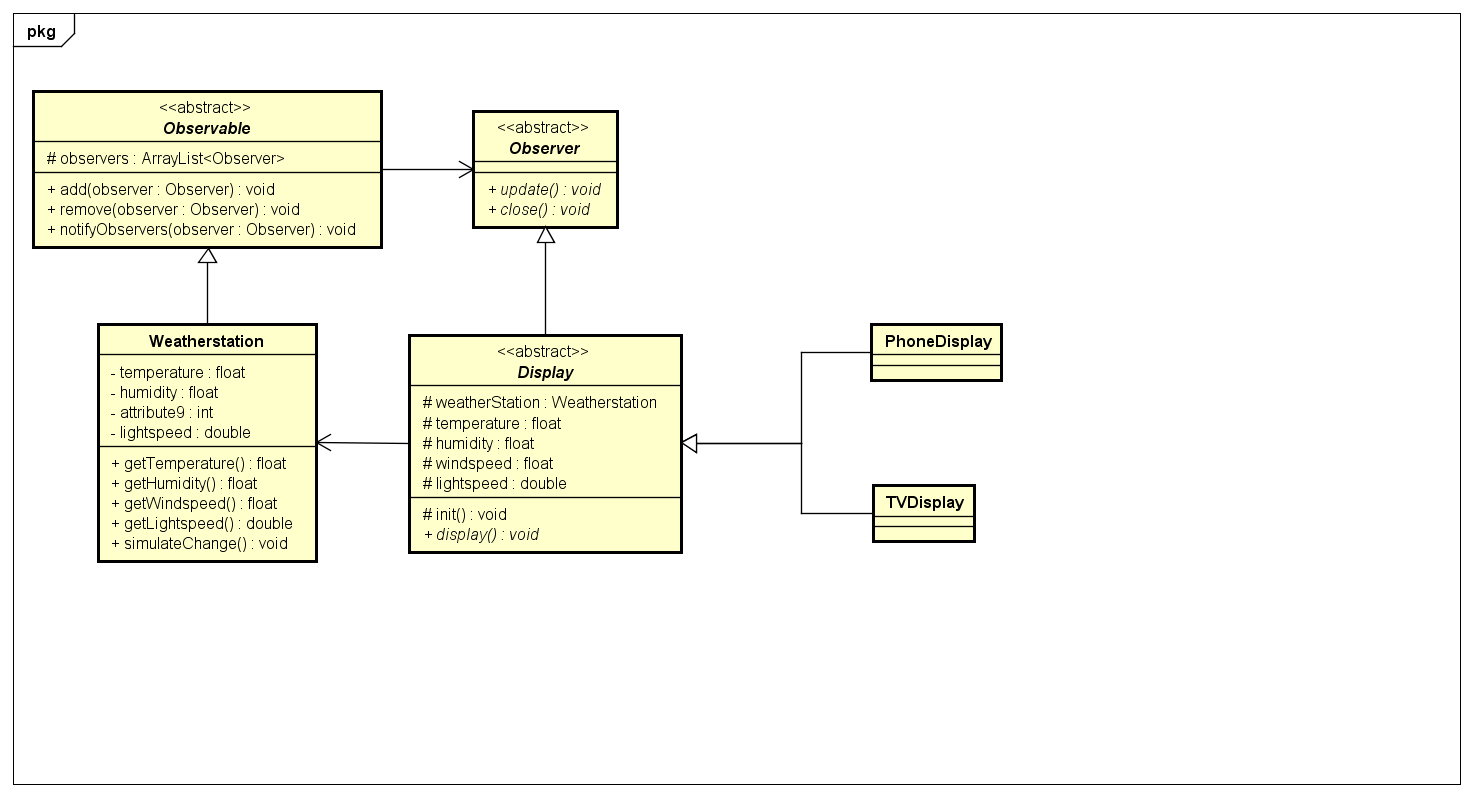 pkg
<<abstract>>
Observable
# observers : ArrayList<Observer>
+ add(observer : Observer) : void
+ remove(observer : Observer) : void
+ notifyObservers(observer : Observer) : void
<<abstract>>
Observer
+ update() : void
+ close() : void
Weatherstation
- temperature : float
- humidity : float
- attribute9 : int
- lightspeed : double
+ getTemperature() : float
+ getHumidity() : float
+ getWindspeed() : float
+ getLightspeed() : double
+ simulateChange() : void
<<abstract>>
Display
# weatherStation : Weatherstation
# temperature : float
# humidity : float
# windspeed : float
# lightspeed : double
# init() : void
+ display() : void
PhoneDisplay
TVDisplay